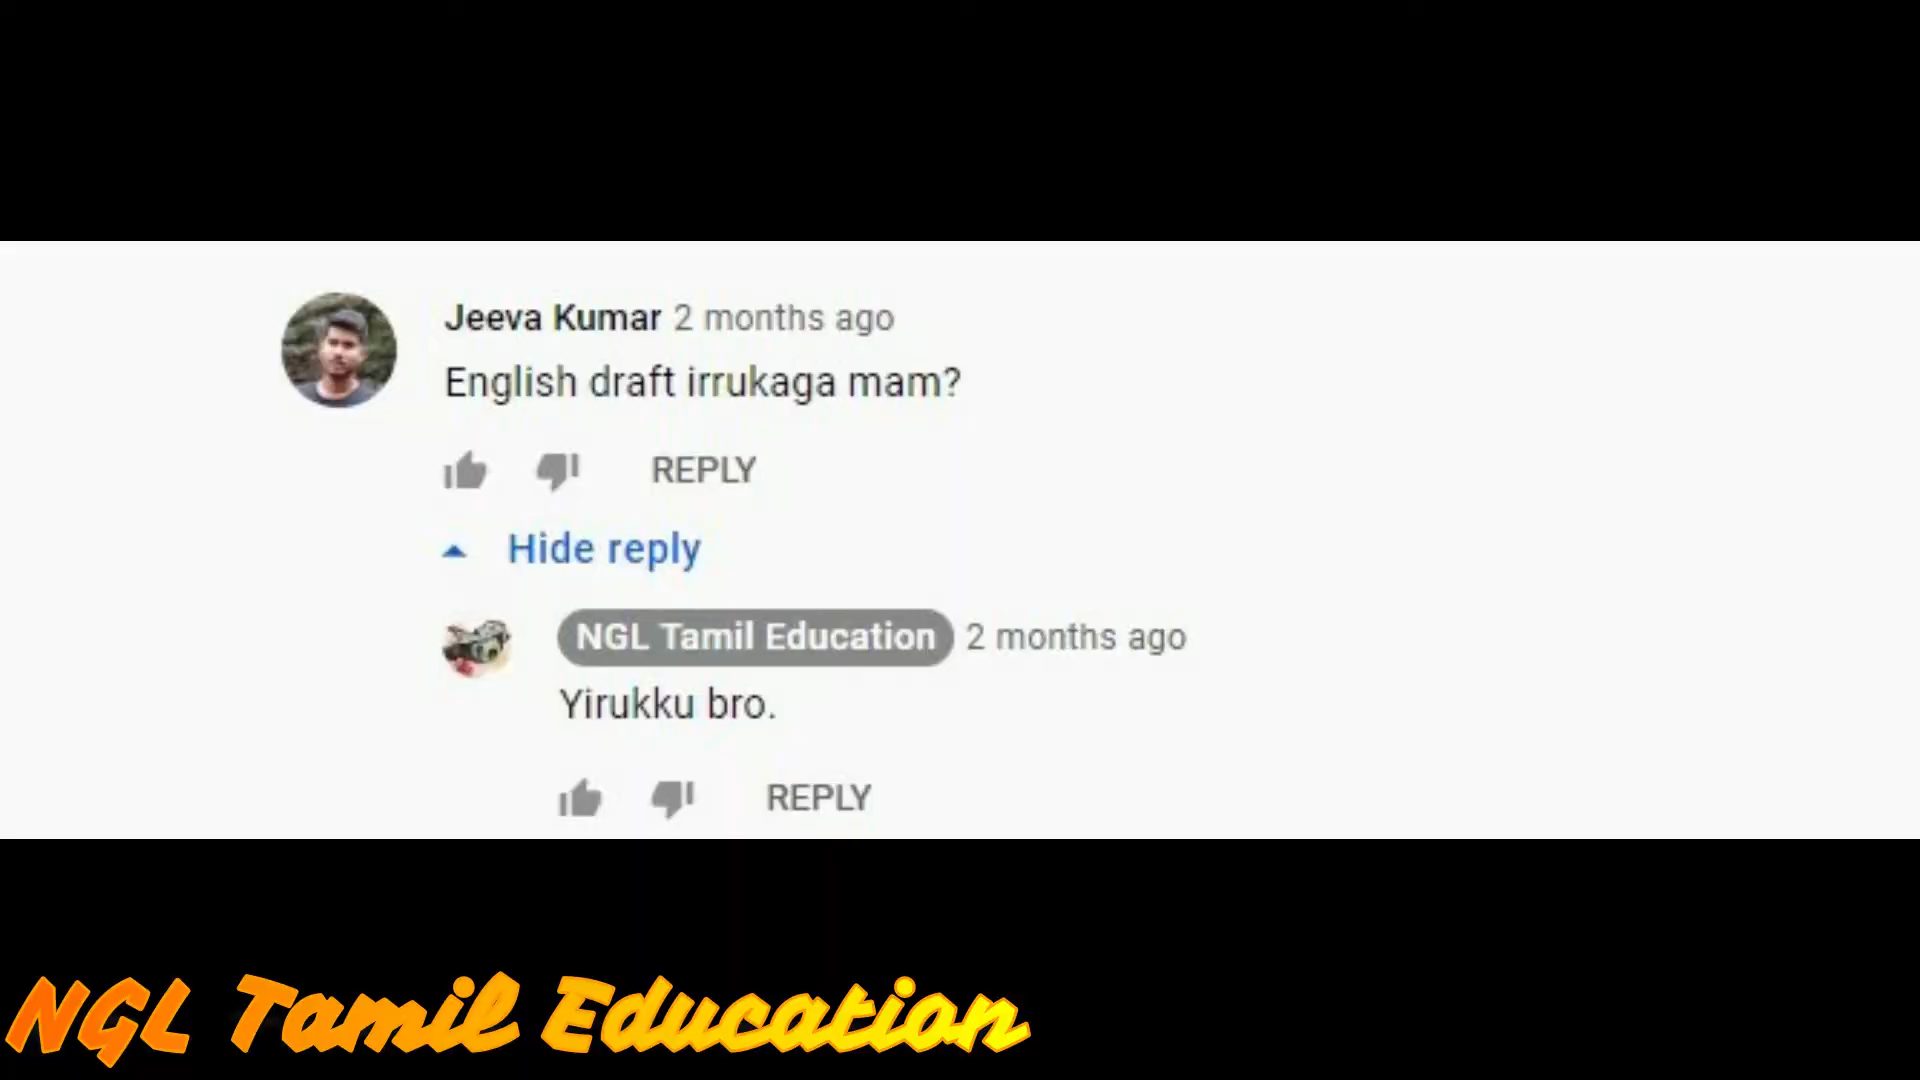 Jeeva Kumar 2 months ago
English draft irrukaga mam?
REPLY
Hide reply
NGL Tamil Education 2 months ago
Yirukku bro.
REPLY
NGL Tamil Education